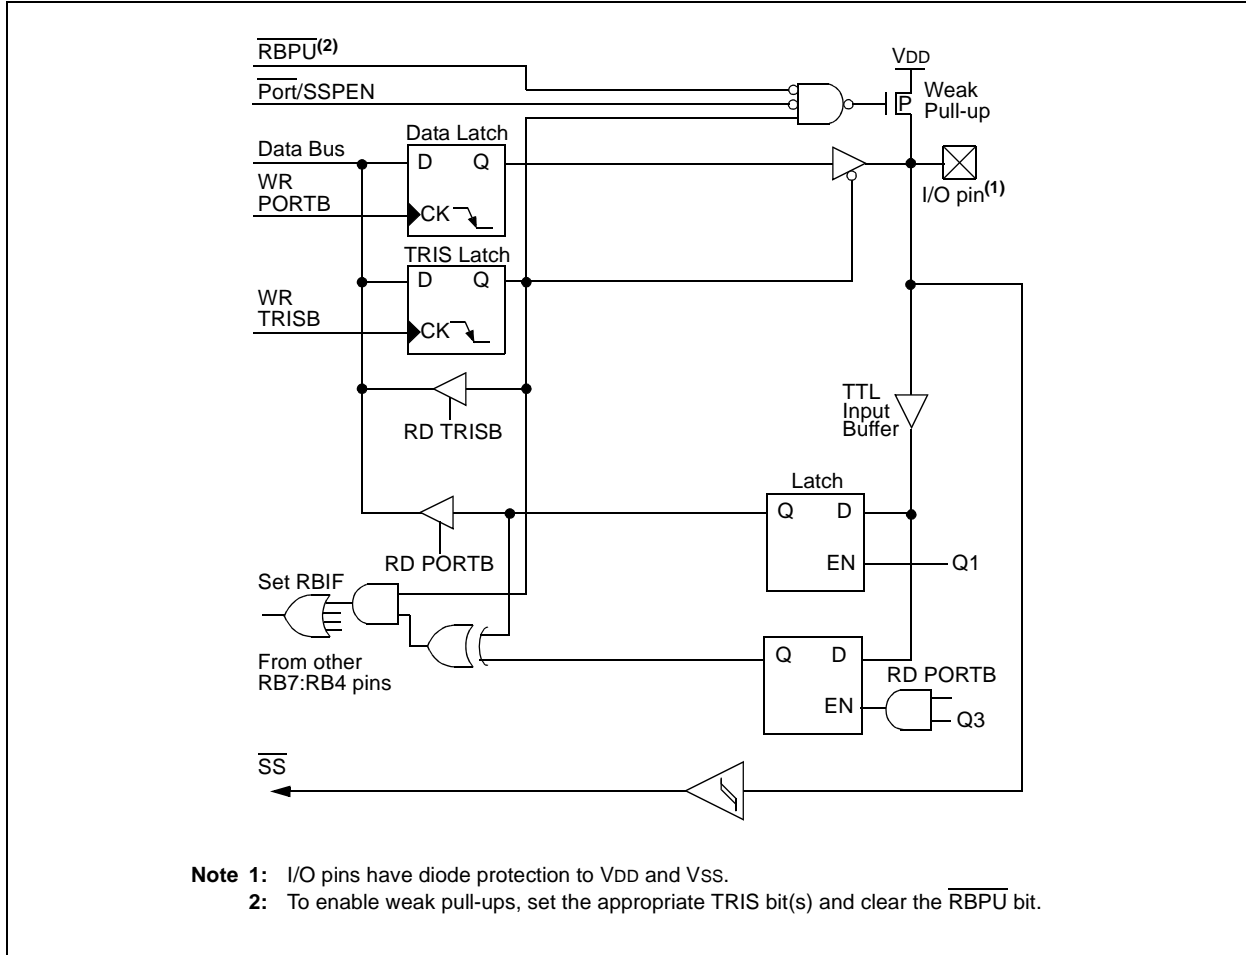 RBPU(2)
VDD
Port/SSPEN
Weak
Pull-up
P
Data Latch
Data Bus
D Q
WR
PORTB
CK
I/O pin(1)
TRIS Latch
D Q
WR
TRISB
CK
TTL
Input
Buffer
RD TRISB
Latch
Q D
RD PORTB
EN
Q1
Set RBIF
From other
RB7:RB4 pins
Q D
RD PORTB
EN
Q3
SS
Note 1: I/O pins have diode protection to VDD and VSS.
2: To enable weak pull-ups, set the appropriate TRIS bit(s) and clear the RBPU bit.